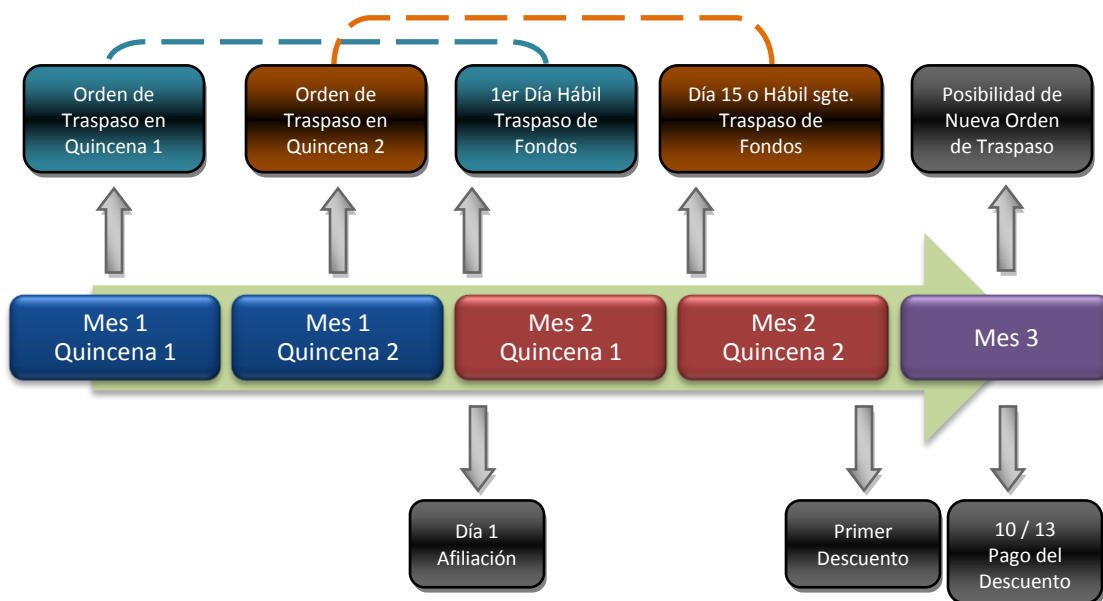 Orden de
Traspaso en
Quincena 1
Orden de
Traspaso en
Quincena 2
1er Día Hábil
Traspaso de
Fondos
Día 15 o Hábil sgte.
Traspaso de
Fondos
Posibilidad de
Nueva Orden
de Traspaso
Mes 1
Quincena 1
Mes 1
Quincena 2
Mes 2
Quincena 1
Mes 2
Quincena 2
Mes 3
Día 1
Afiliación
Primer
Descuento
10 / 13
Pago del
Descuento